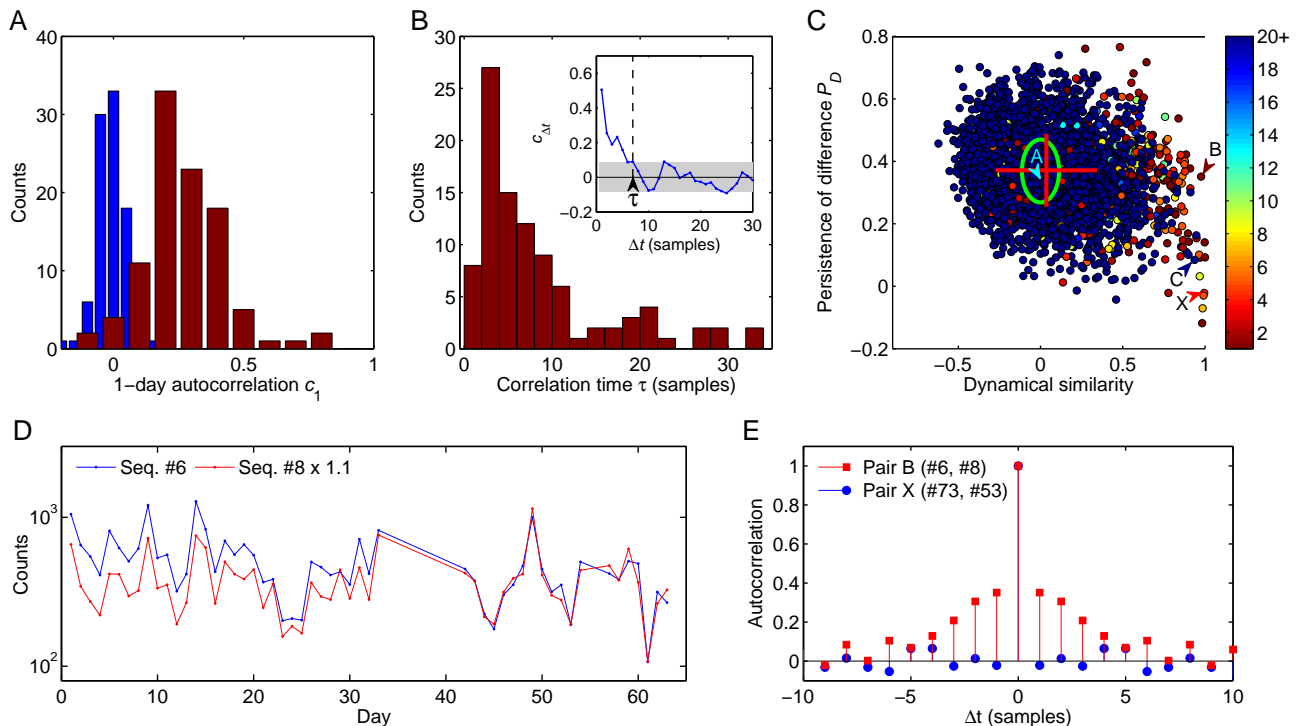 A
40
30
20
10
0
Counts
0
0.5
1
1−day autocorrelation c1
B
30
25
20
15
10
5
0
Counts
0
10
20
30
Correlation time τ (samples)
0.6
0.4
0.2
0
−0.2
cΔt
τ
0
10
20
30
Δt (samples)
C
0.8
0.6
0.4
0.2
0
−0.2
Persistence of difference PD
−0.5
0
0.5
1
Dynamical similarity
A
B
C
X
20+
18
16
14
12
10
8
6
4
2
D
Seq. #6
Seq. #8 x 1.1
10^3
10^2
Counts
0
10
20
30
40
50
60
Day
E
Pair B (#6, #8)
Pair X (#73, #53)
1
0.8
0.6
0.4
0.2
0
Autocorrelation
−10
−5
0
5
10
Δt (samples)